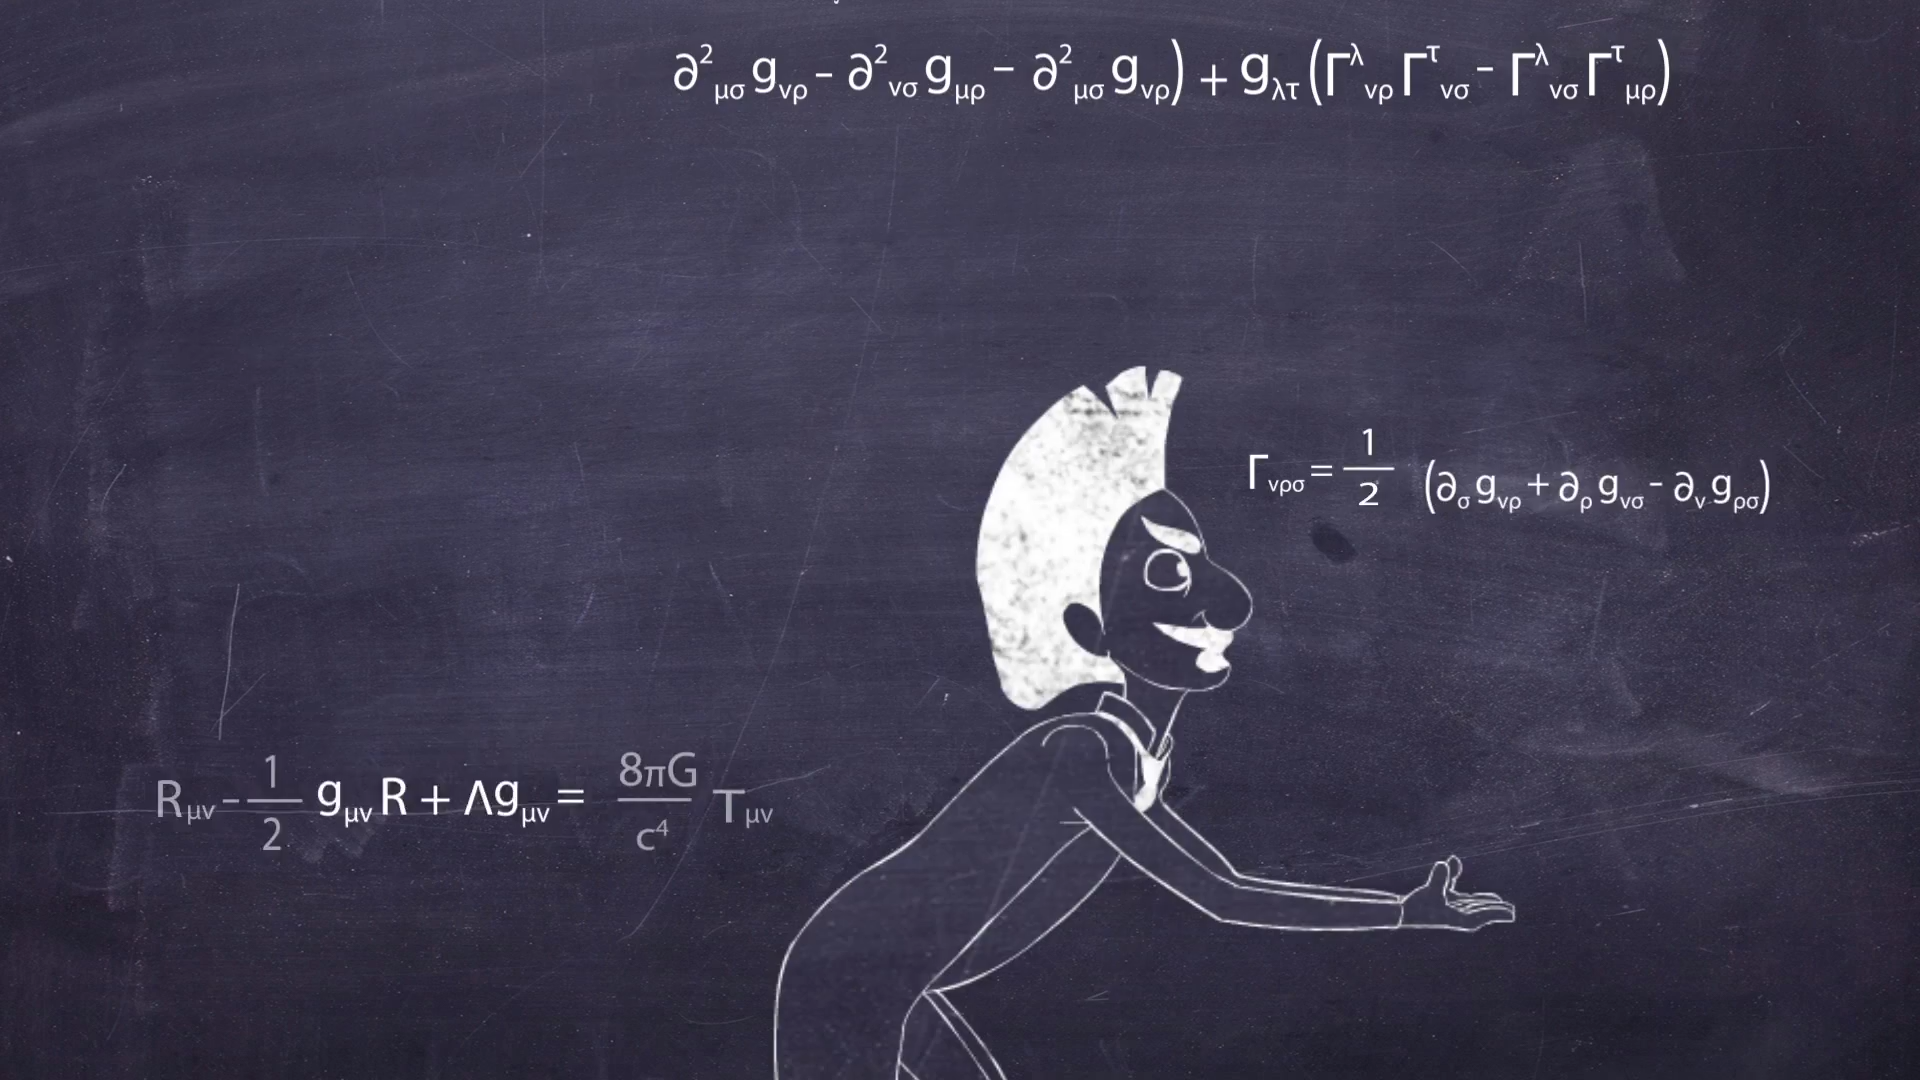 ∂²μσ gνρ − ∂²νσ gμρ − ∂²μσ gνρ) + gλτ (Γλνρ Γτνσ − Γλνσ Γτμρ)
Γνρσ = 1/2 (∂σ gνρ + ∂ρ gνσ − ∂ν gρσ)
Rμν − 1/2 gμν R + Λgμν = 8πG/c⁴ Tμν